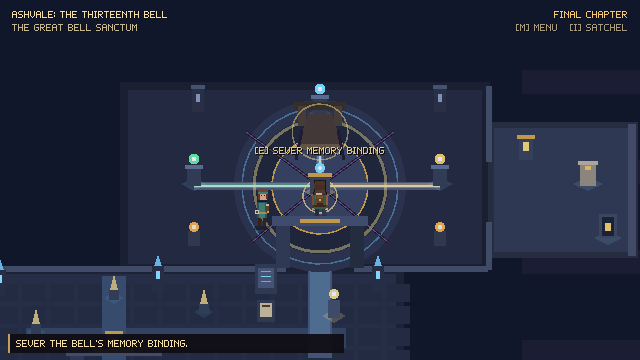 ASHVALE: THE THIRTEENTH BELL
THE GREAT BELL SANCTUM
FINAL CHAPTER
[M] MENU [I] SATCHEL
[E] SEVER MEMORY BINDING
SEVER THE BELL'S MEMORY BINDING.